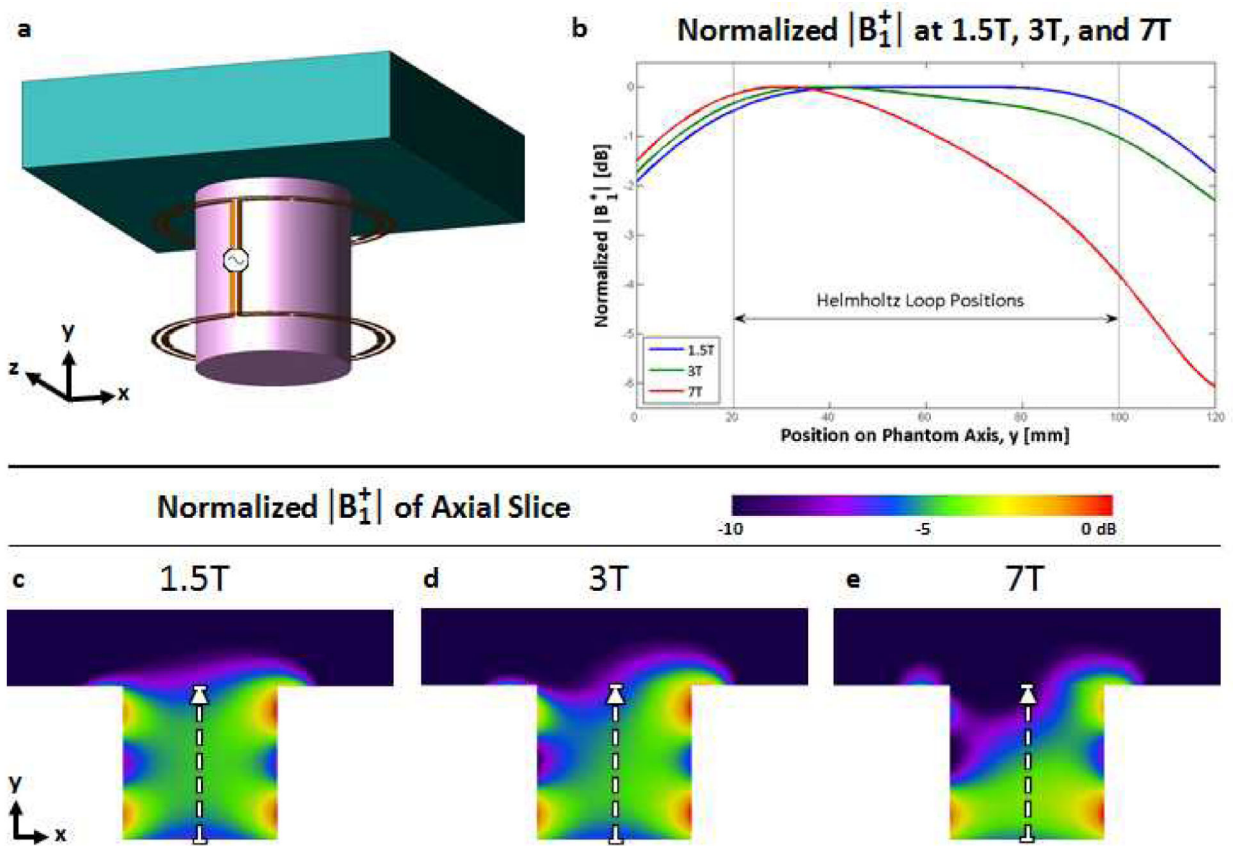 a
y
z
x
b
Normalized |B₁⁺| at 1.5T, 3T, and 7T
Normalized |B₁⁺| [dB]
0
-1
-2
-3
-4
-5
-6
Helmholtz Loop Positions
1.5T
3T
7T
0
20
40
60
80
100
120
Position on Phantom Axis, y [mm]
Normalized |B₁⁺| of Axial Slice
-10
-5
0 dB
c
1.5T
d
3T
e
7T
y
x